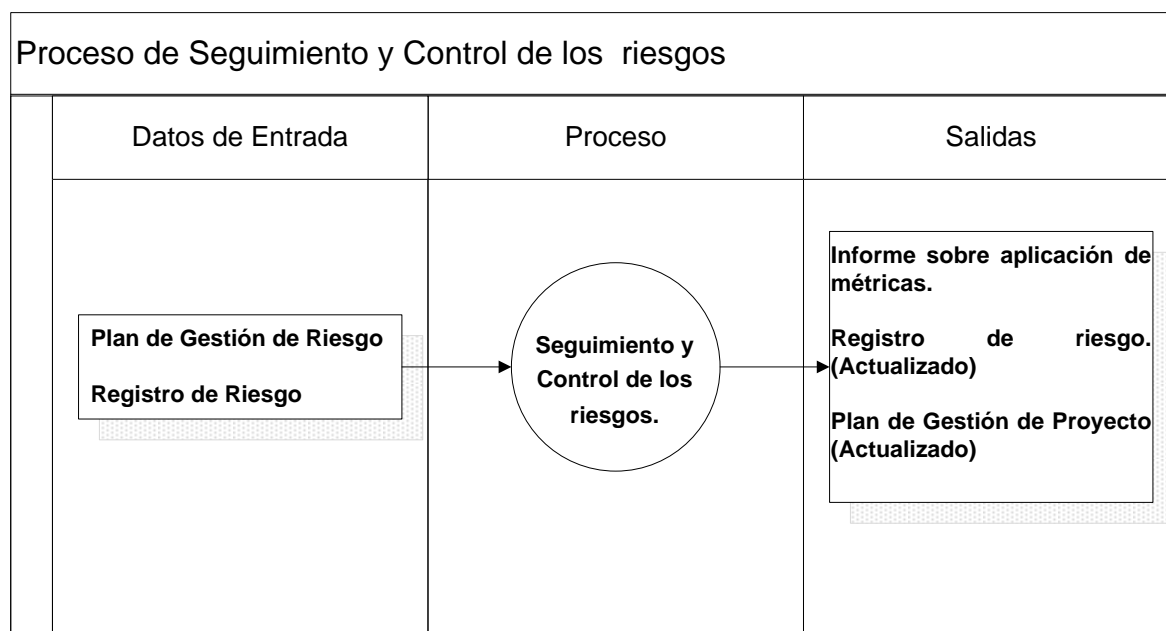 Proceso de Seguimiento y Control de los riesgos
Datos de Entrada
Proceso
Salidas
Plan de Gestión de Riesgo
Registro de Riesgo
Seguimiento y
Control de los
riesgos.
Informe sobre aplicación de
métricas.
Registro de riesgo.
(Actualizado)
Plan de Gestión de Proyecto
(Actualizado)